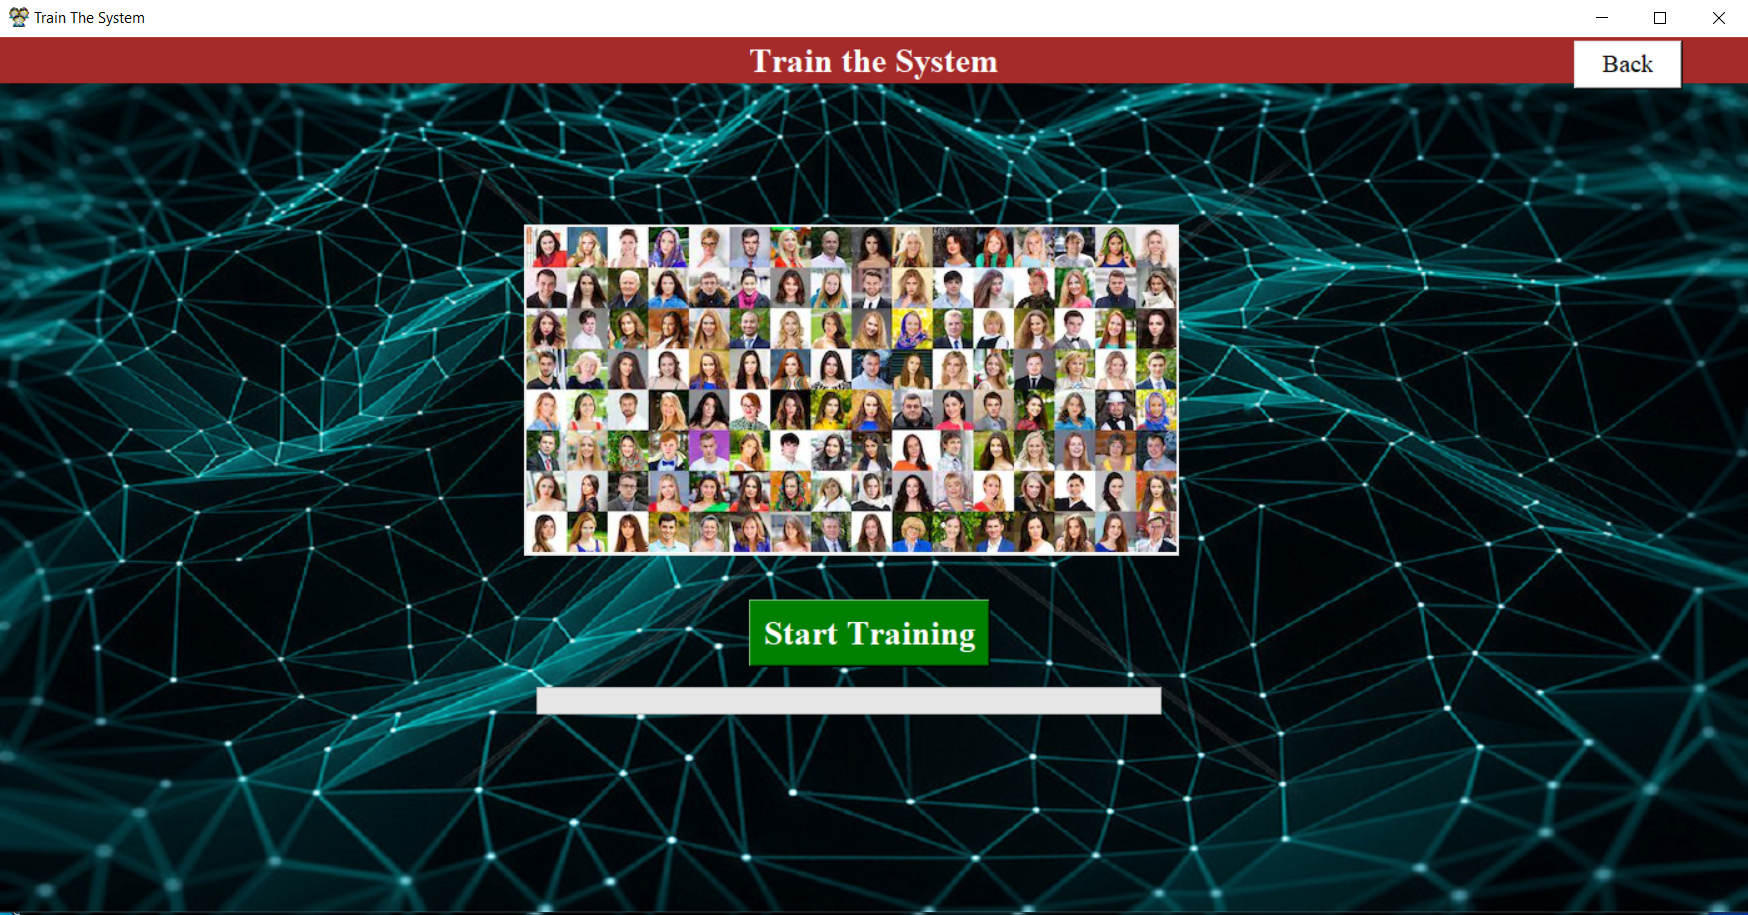 Train The System
Train the System
Back
Start Training